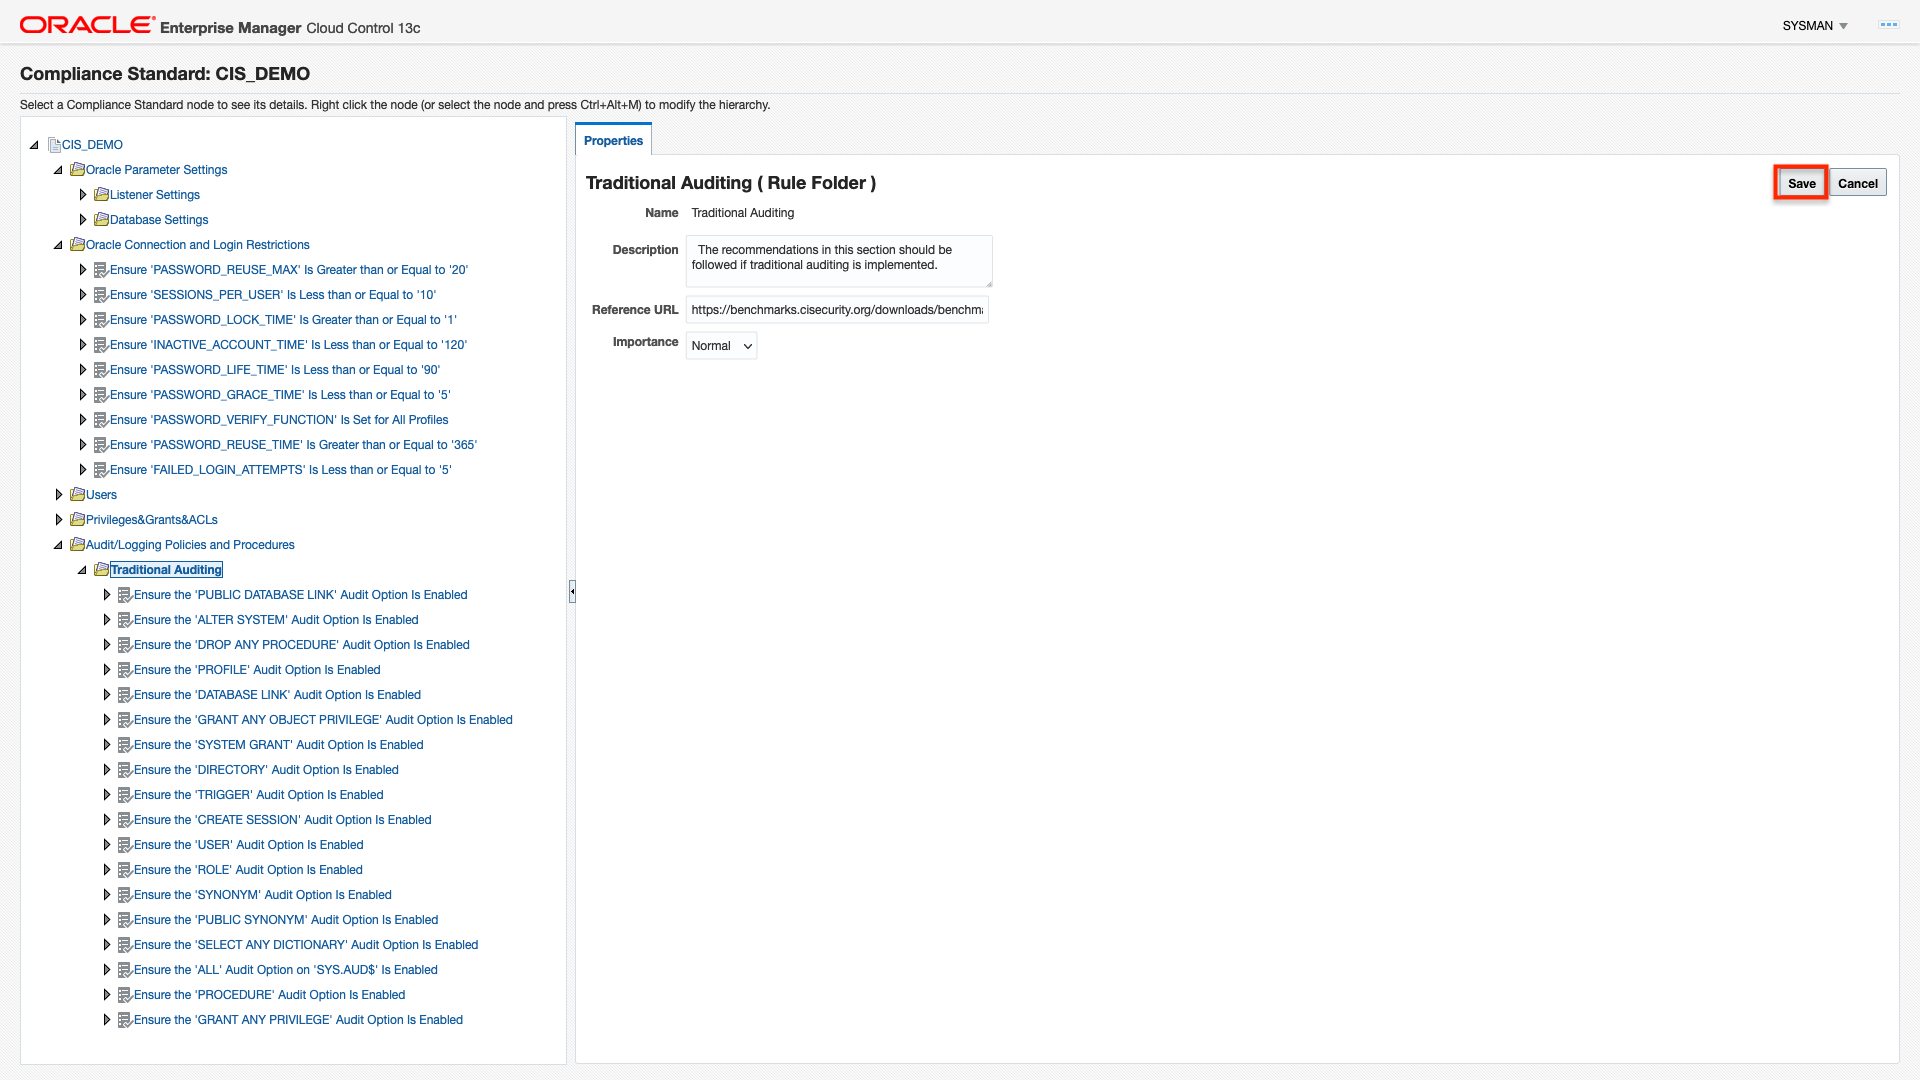 ORACLE Enterprise Manager Cloud Control 13c
SYSMAN
Compliance Standard: CIS_DEMO
Select a Compliance Standard node to see its details. Right click the node (or select the node and press Ctrl+Alt+M) to modify the hierarchy.
CIS_DEMO
Oracle Parameter Settings
Listener Settings
Database Settings
Oracle Connection and Login Restrictions
Ensure 'PASSWORD_REUSE_MAX' Is Greater than or Equal to '20'
Ensure 'SESSIONS_PER_USER' Is Less than or Equal to '10'
Ensure 'PASSWORD_LOCK_TIME' Is Greater than or Equal to '1'
Ensure 'INACTIVE_ACCOUNT_TIME' Is Less than or Equal to '120'
Ensure 'PASSWORD_LIFE_TIME' Is Less than or Equal to '90'
Ensure 'PASSWORD_GRACE_TIME' Is Less than or Equal to '5'
Ensure 'PASSWORD_VERIFY_FUNCTION' Is Set for All Profiles
Ensure 'PASSWORD_REUSE_TIME' Is Greater than or Equal to '365'
Ensure 'FAILED_LOGIN_ATTEMPTS' Is Less than or Equal to '5'
Users
Privileges&Grants&ACLs
Audit/Logging Policies and Procedures
Traditional Auditing
Ensure the 'PUBLIC DATABASE LINK' Audit Option Is Enabled
Ensure the 'ALTER SYSTEM' Audit Option Is Enabled
Ensure the 'DROP ANY PROCEDURE' Audit Option Is Enabled
Ensure the 'PROFILE' Audit Option Is Enabled
Ensure the 'DATABASE LINK' Audit Option Is Enabled
Ensure the 'GRANT ANY OBJECT PRIVILEGE' Audit Option Is Enabled
Ensure the 'SYSTEM GRANT' Audit Option Is Enabled
Ensure the 'DIRECTORY' Audit Option Is Enabled
Ensure the 'TRIGGER' Audit Option Is Enabled
Ensure the 'CREATE SESSION' Audit Option Is Enabled
Ensure the 'USER' Audit Option Is Enabled
Ensure the 'ROLE' Audit Option Is Enabled
Ensure the 'SYNONYM' Audit Option Is Enabled
Ensure the 'PUBLIC SYNONYM' Audit Option Is Enabled
Ensure the 'SELECT ANY DICTIONARY' Audit Option Is Enabled
Ensure the 'ALL' Audit Option on 'SYS.AUD$' Is Enabled
Ensure the 'PROCEDURE' Audit Option Is Enabled
Ensure the 'GRANT ANY PRIVILEGE' Audit Option Is Enabled
Properties
Traditional Auditing ( Rule Folder )
Save Cancel
Name Traditional Auditing
Description The recommendations in this section should be
followed if traditional auditing is implemented.
Reference URL https://benchmarks.cisecurity.org/downloads/benchm
Importance Normal